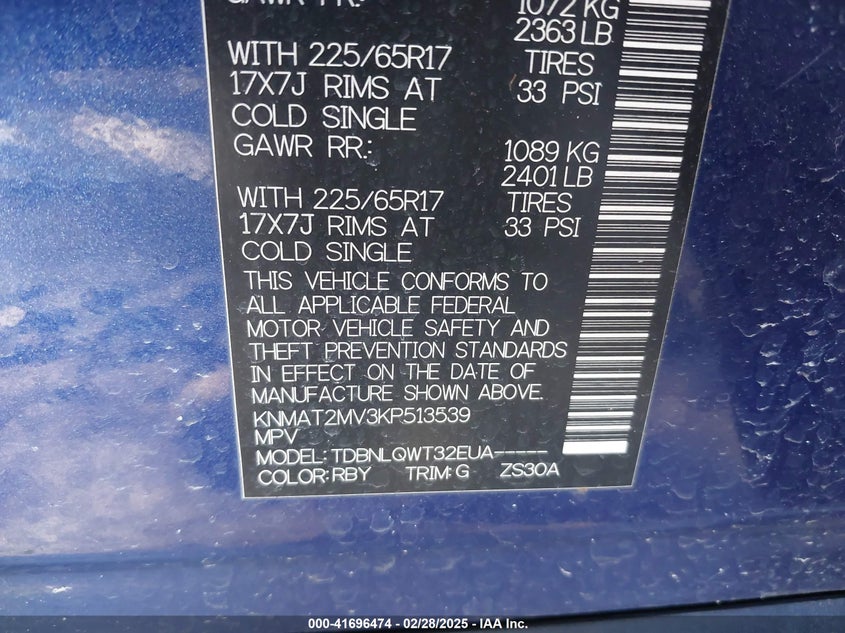 GAWR FR.: 1072 KG
2363 LB
WITH 225/65R17 TIRES
17X7J RIMS AT 33 PSI
COLD SINGLE
GAWR RR.: 1089 KG
2401 LB
WITH 225/65R17 TIRES
17X7J RIMS AT 33 PSI
COLD SINGLE
THIS VEHICLE CONFORMS TO
ALL APPLICABLE FEDERAL
MOTOR VEHICLE SAFETY AND
THEFT PREVENTION STANDARDS
IN EFFECT ON THE DATE OF
MANUFACTURE SHOWN ABOVE.
KNMAT2MV3KP513539
MPV
MODEL:TDBNLQWT32EUA-----
COLOR:RBY TRIM:G ZS30A
000-41696474 — 02/28/2025 — IAA Inc.